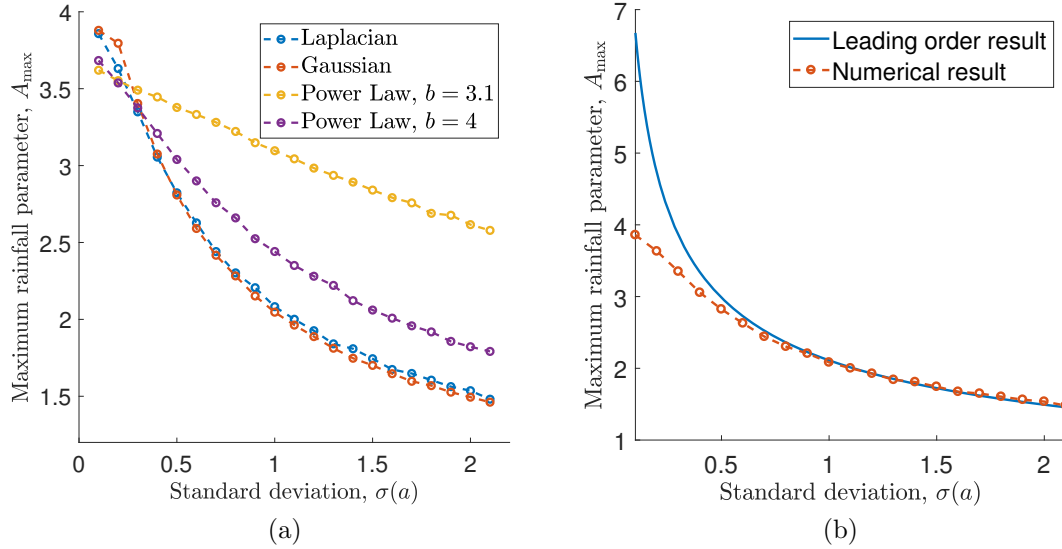 4
3.5
3
2.5
2
1.5
0
0.5
1
1.5
2
Maximum rainfall parameter, A_max
Standard deviation, σ(a)
Laplacian
Gaussian
Power Law, b = 3.1
Power Law, b = 4
(a)
7
6
5
4
3
2
1
0.5
1
1.5
2
Maximum rainfall parameter, A_max
Standard deviation, σ(a)
Leading order result
Numerical result
(b)